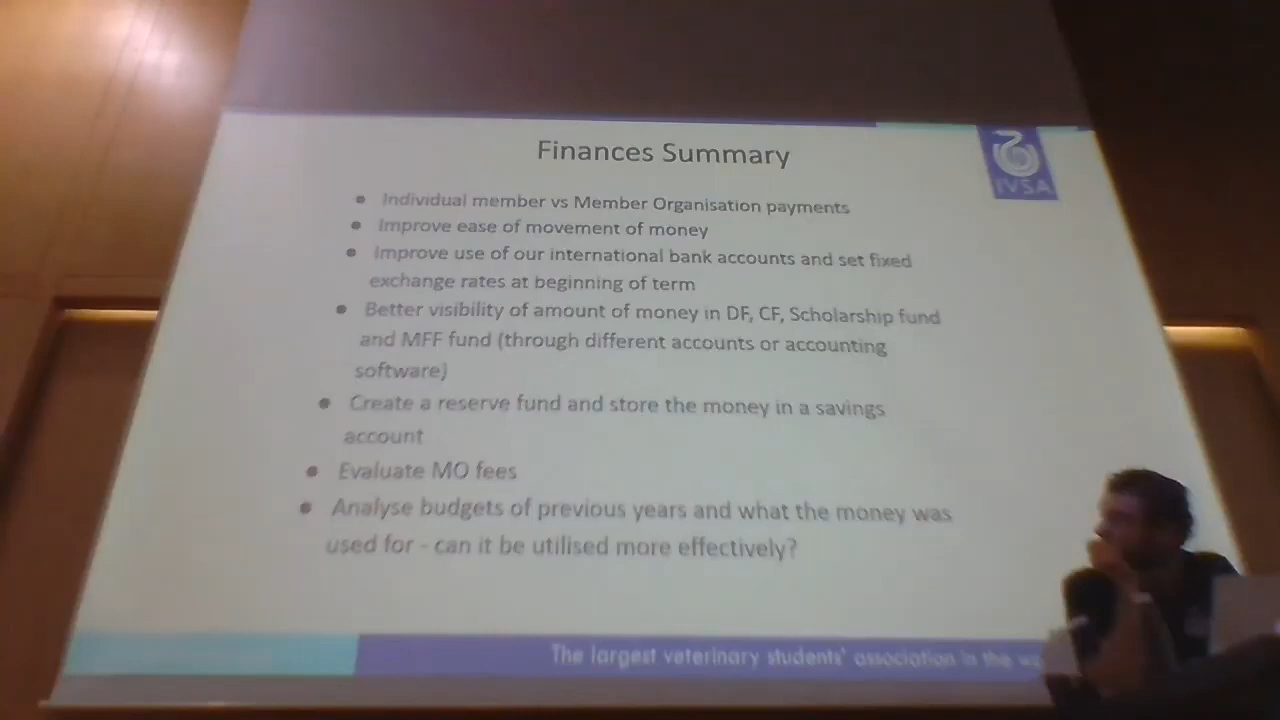 Finances Summary
IVSA
• Individual member vs Member Organisation payments
• Improve ease of movement of money
• Improve use of our international bank accounts and set fixed
exchange rates at beginning of term
• Better visibility of amount of money in DF, CF, Scholarship fund
and MFF fund (through different accounts or accounting
software)
• Create a reserve fund and store the money in a savings
account
• Evaluate MO fees
• Analyse budgets of previous years and what the money was
used for - can it be utilised more effectively?
The largest veterinary students' association in the